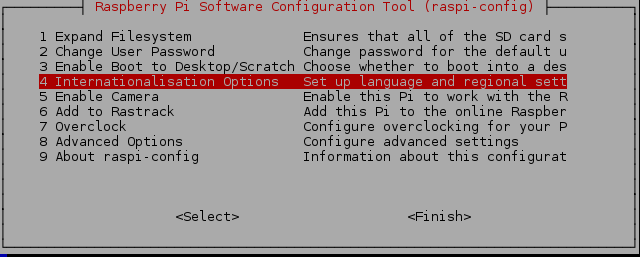 Raspberry Pi Software Configuration Tool (raspi-config)
1 Expand Filesystem Ensures that all of the SD card s
2 Change User Password Change password for the default u
3 Enable Boot to Desktop/Scratch Choose whether to boot into a des
4 Internationalisation Options Set up language and regional sett
5 Enable Camera Enable this Pi to work with the R
6 Add to Rastrack Add this Pi to the online Raspber
7 Overclock Configure overclocking for your P
8 Advanced Options Configure advanced settings
9 About raspi-config Information about this configurat
<Select> <Finish>